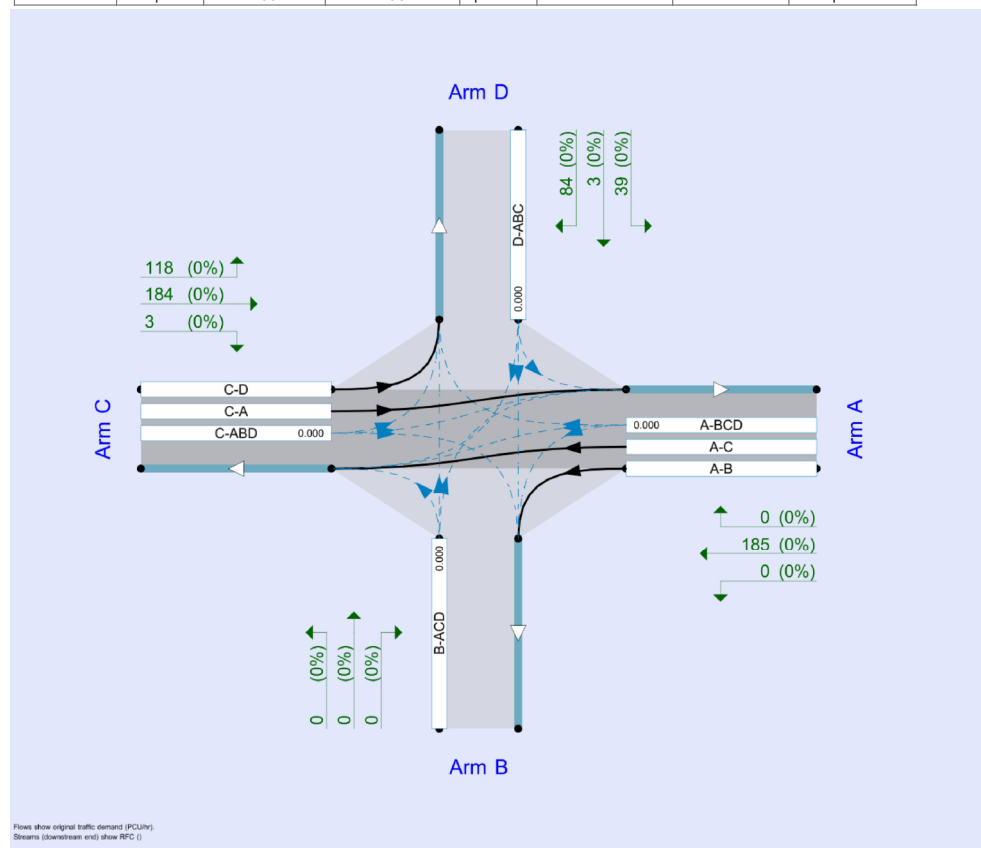 Arm D
84 (0%)
3 (0%)
39 (0%)
D-ABC
0.000
118 (0%)
184 (0%)
3 (0%)
Arm C
C-D
C-A
C-ABD 0.000
0.000 A-BCD
A-C
A-B
Arm A
0 (0%)
185 (0%)
0 (0%)
0.000
B-ACD
0 (0%)
0 (0%)
0 (0%)
Arm B
Flows show original traffic demand (PCU/hr).
Streams (downstream end) show RFC ()